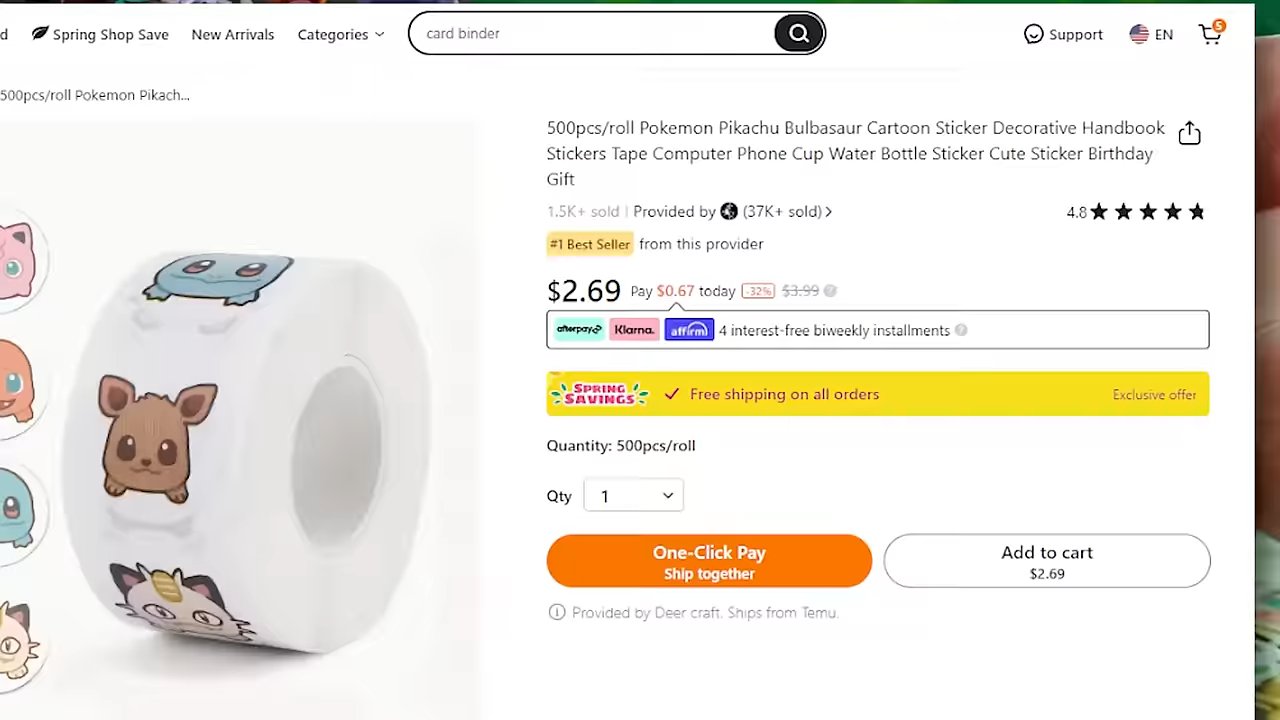 d
Spring Shop Save
New Arrivals
Categories
card binder
Support
EN
5
500pcs/roll Pokemon Pikach...
500pcs/roll Pokemon Pikachu Bulbasaur Cartoon Sticker Decorative Handbook
Stickers Tape Computer Phone Cup Water Bottle Sticker Cute Sticker Birthday
Gift
1.5K+ sold | Provided by (37K+ sold)
4.8
#1 Best Seller from this provider
$2.69 Pay $0.67 today -32% $3.99
afterpay Klarna. affirm 4 interest-free biweekly installments
SPRING SAVINGS Free shipping on all orders Exclusive offer
Quantity: 500pcs/roll
Qty 1
One-Click Pay
Ship together
Add to cart
$2.69
Provided by Deer craft. Ships from Temu.